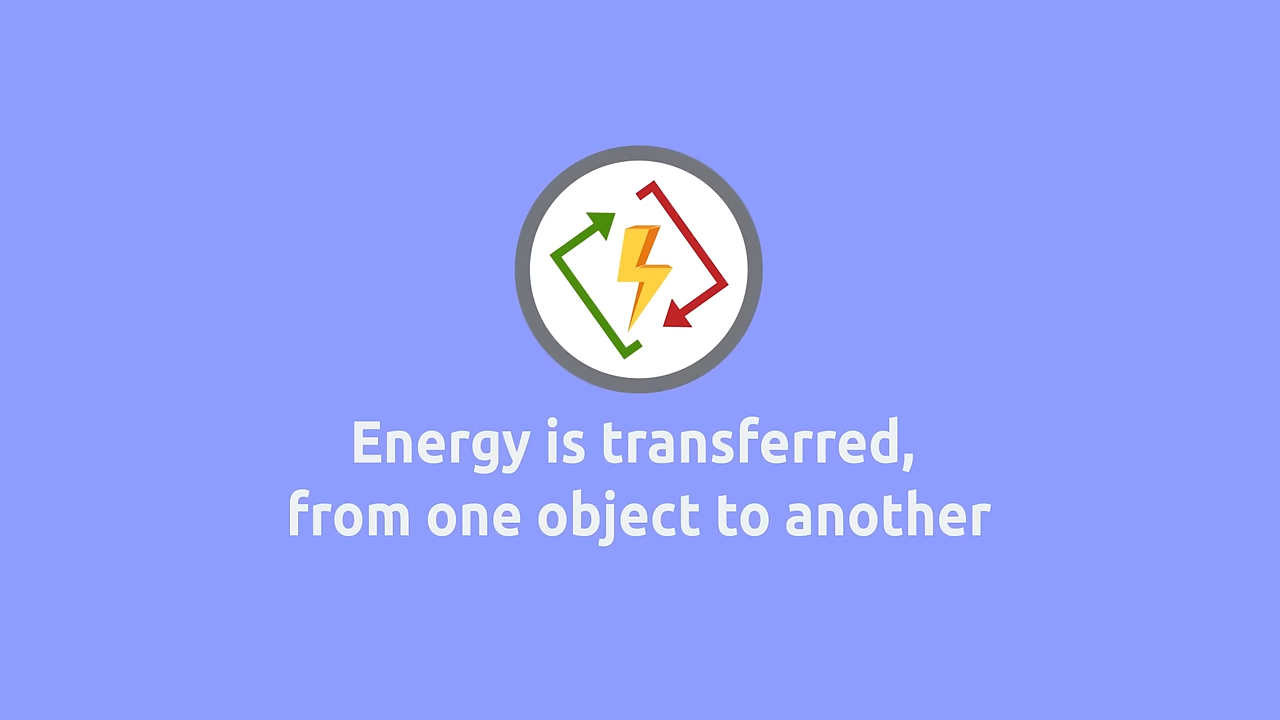 Energy is transferred,
from one object to another